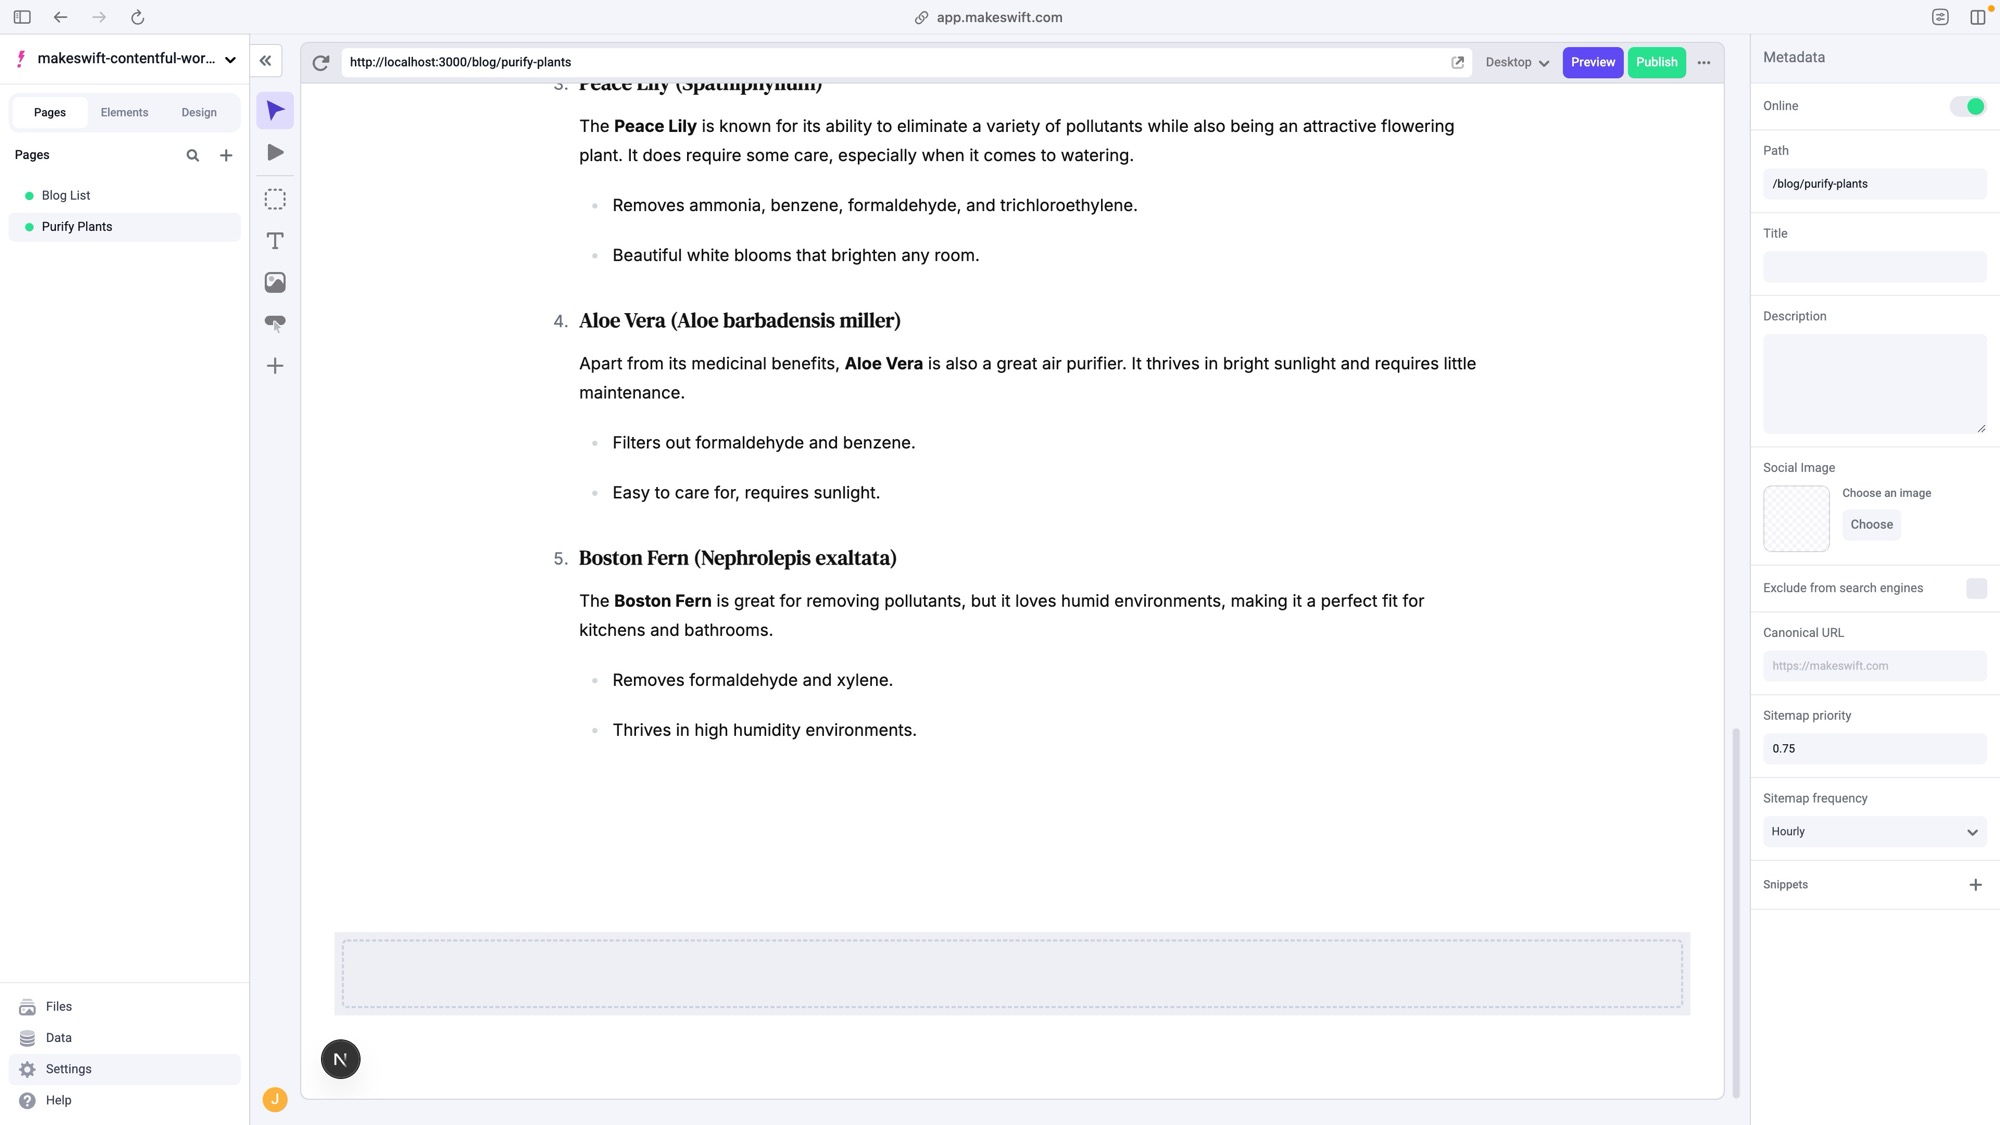 app.makeswift.com
makeswift-contentful-wor...
Pages
Elements
Design
Pages
Blog List
Purify Plants
Files
Data
Settings
Help
J
http://localhost:3000/blog/purify-plants
Desktop
Preview
Publish
3. Peace Lily (Spathiphyllum)
The Peace Lily is known for its ability to eliminate a variety of pollutants while also being an attractive flowering
plant. It does require some care, especially when it comes to watering.
Removes ammonia, benzene, formaldehyde, and trichloroethylene.
Beautiful white blooms that brighten any room.
4. Aloe Vera (Aloe barbadensis miller)
Apart from its medicinal benefits, Aloe Vera is also a great air purifier. It thrives in bright sunlight and requires little
maintenance.
Filters out formaldehyde and benzene.
Easy to care for, requires sunlight.
5. Boston Fern (Nephrolepis exaltata)
The Boston Fern is great for removing pollutants, but it loves humid environments, making it a perfect fit for
kitchens and bathrooms.
Removes formaldehyde and xylene.
Thrives in high humidity environments.
N
Metadata
Online
Path
/blog/purify-plants
Title
Description
Social Image
Choose an image
Choose
Exclude from search engines
Canonical URL
https://makeswift.com
Sitemap priority
0.75
Sitemap frequency
Hourly
Snippets